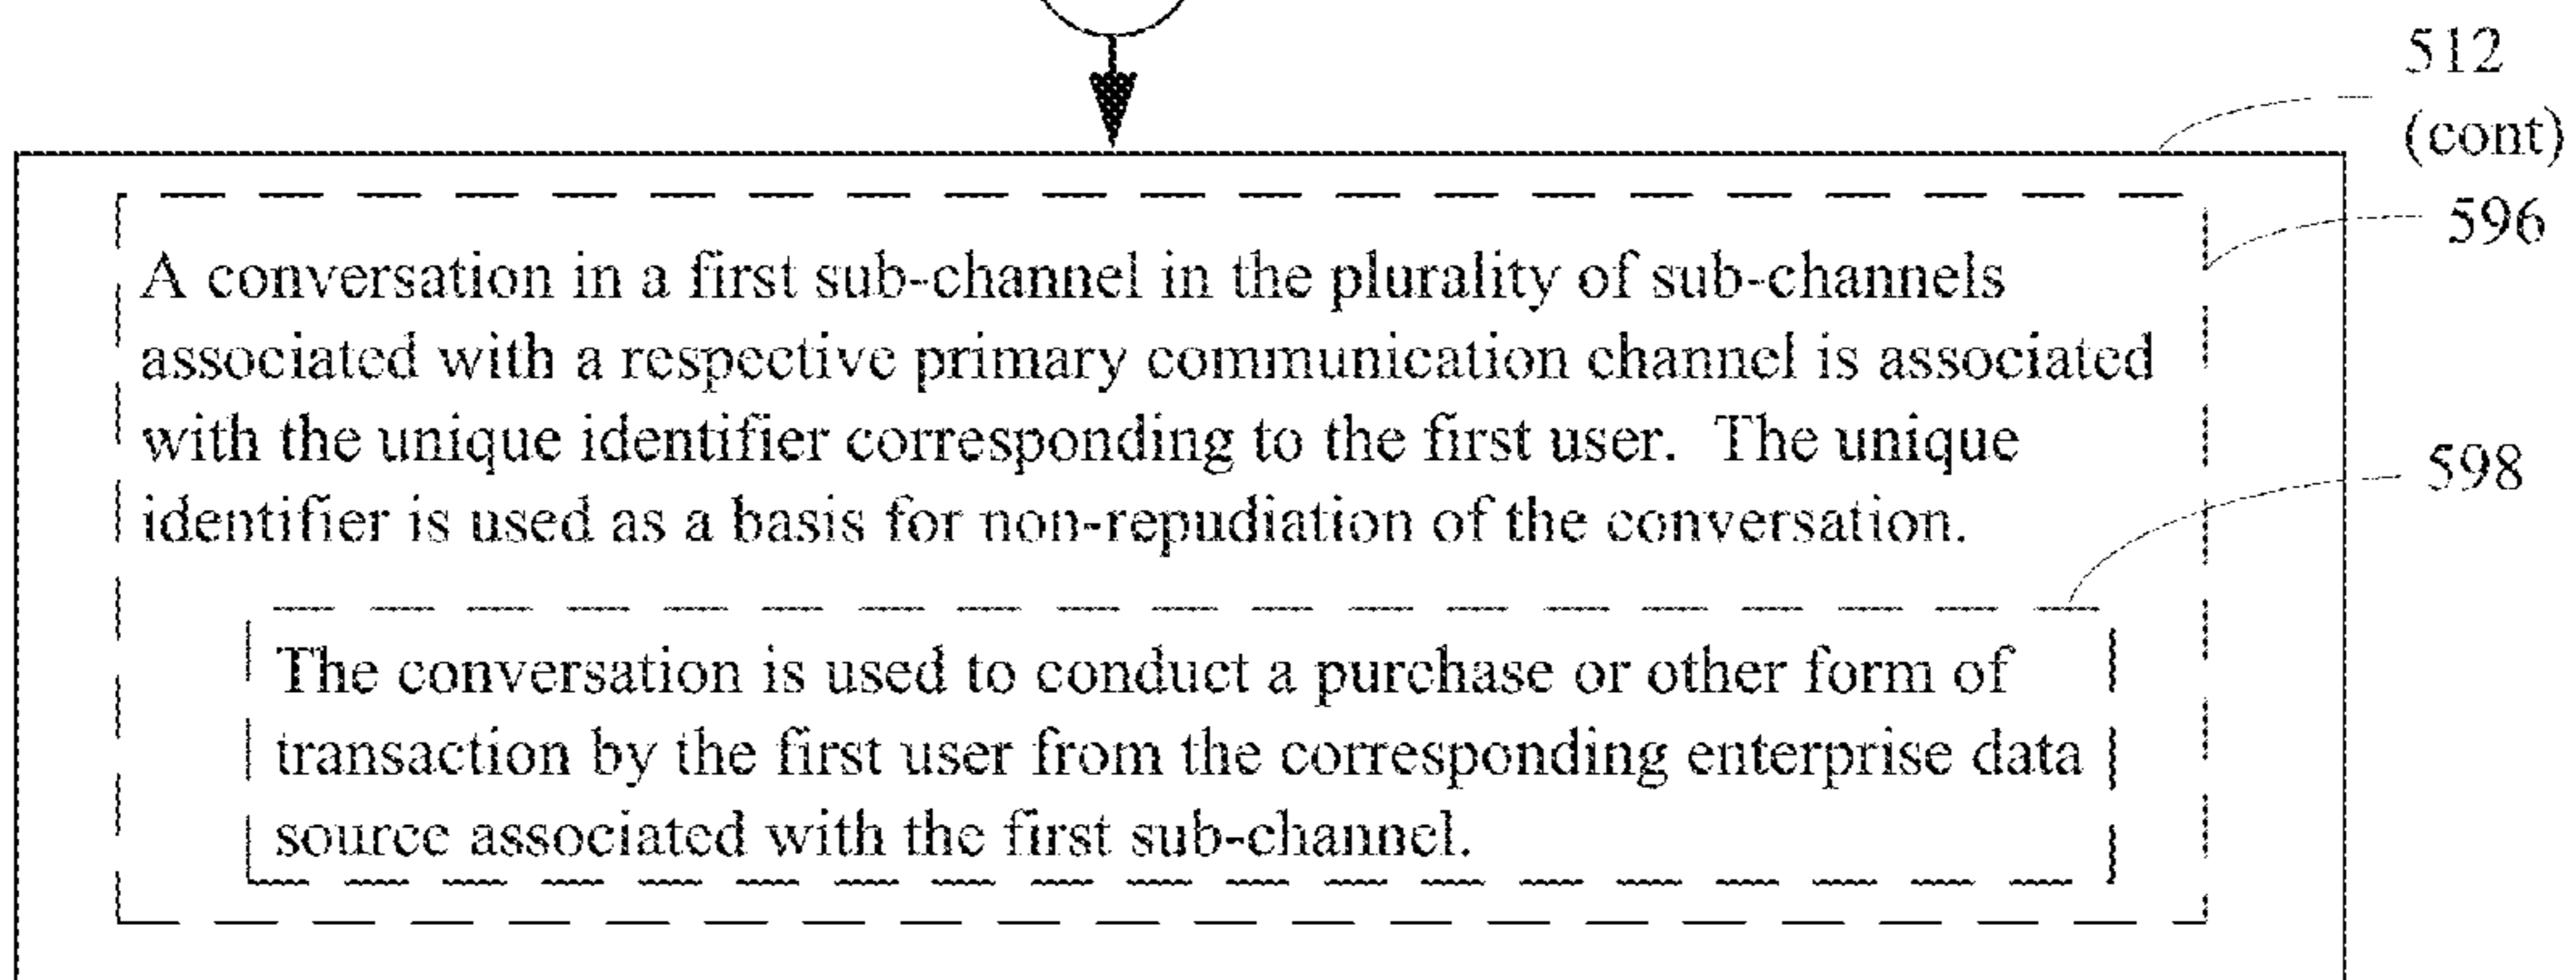 512
(cont)
596
A conversation in a first sub-channel in the plurality of sub-channels
associated with a respective primary communication channel is associated
with the unique identifier corresponding to the first user.  The unique
identifier is used as a basis for non-repudiation of the conversation.
598
The conversation is used to conduct a purchase or other form of
transaction by the first user from the corresponding enterprise data
source associated with the first sub-channel.